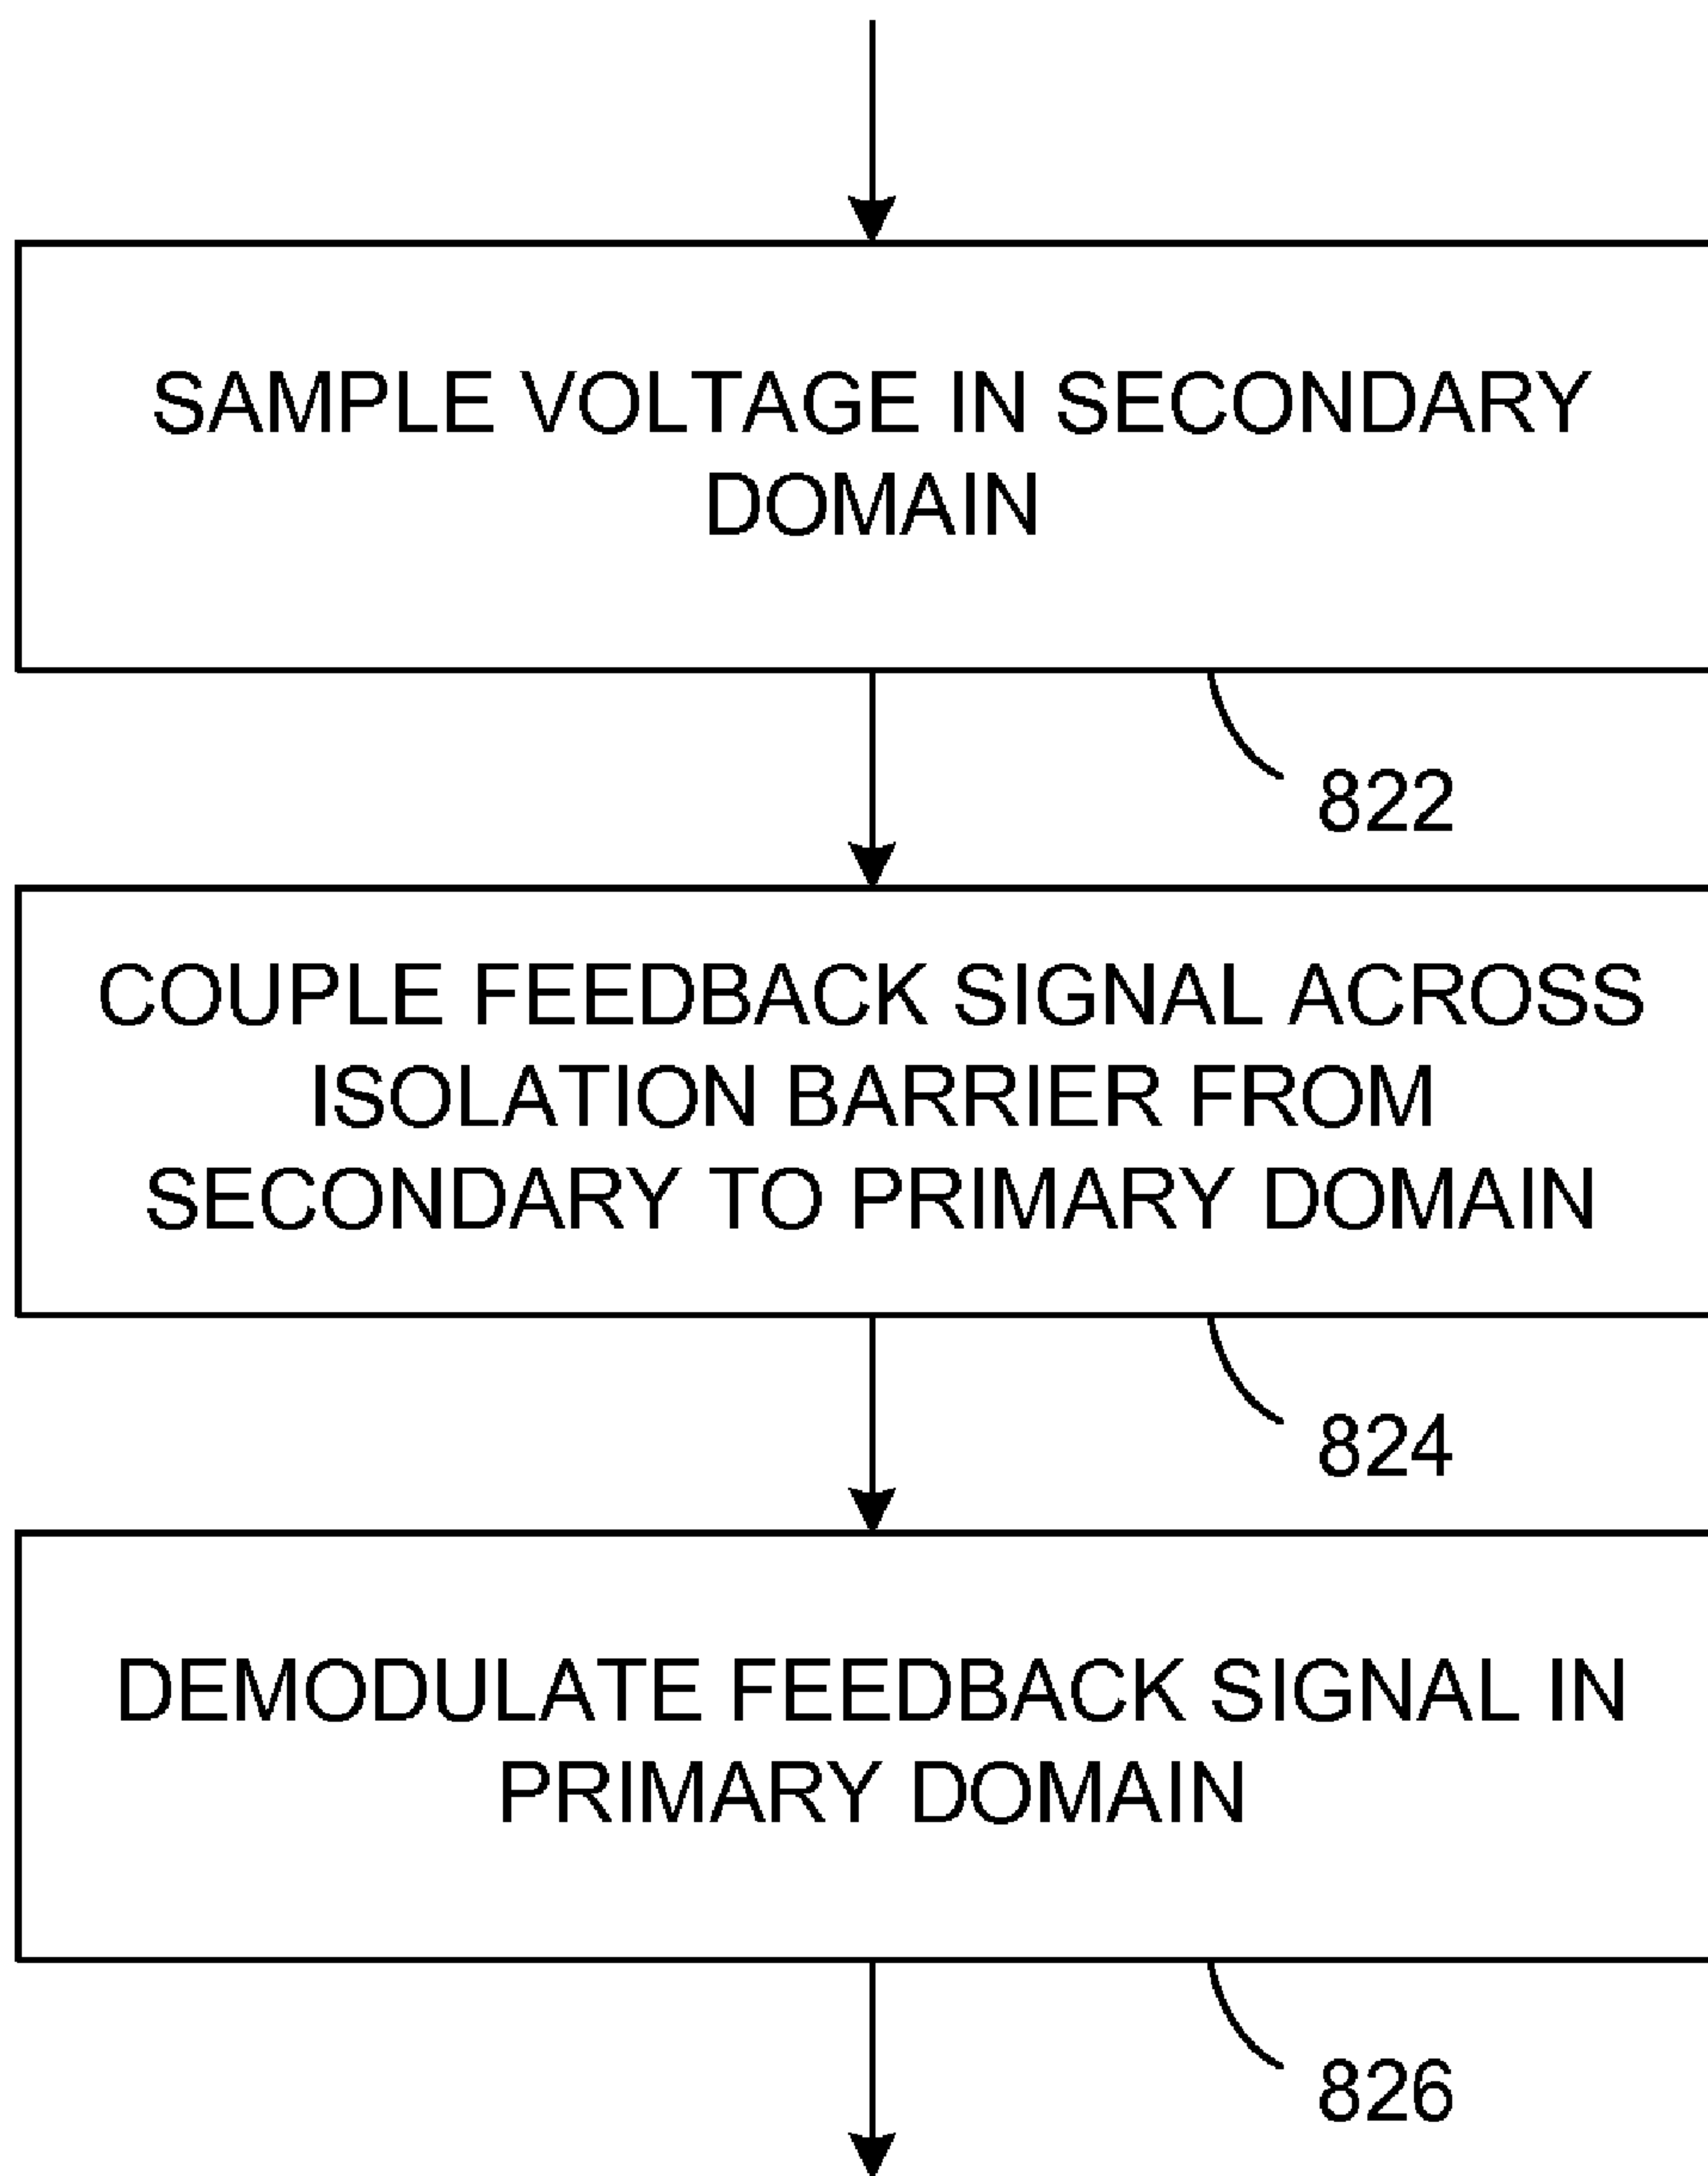 SAMPLE VOLTAGE IN SECONDARY
DOMAIN
822
COUPLE FEEDBACK SIGNAL ACROSS
ISOLATION BARRIER FROM
SECONDARY TO PRIMARY DOMAIN
824
DEMODULATE FEEDBACK SIGNAL IN
PRIMARY DOMAIN
826